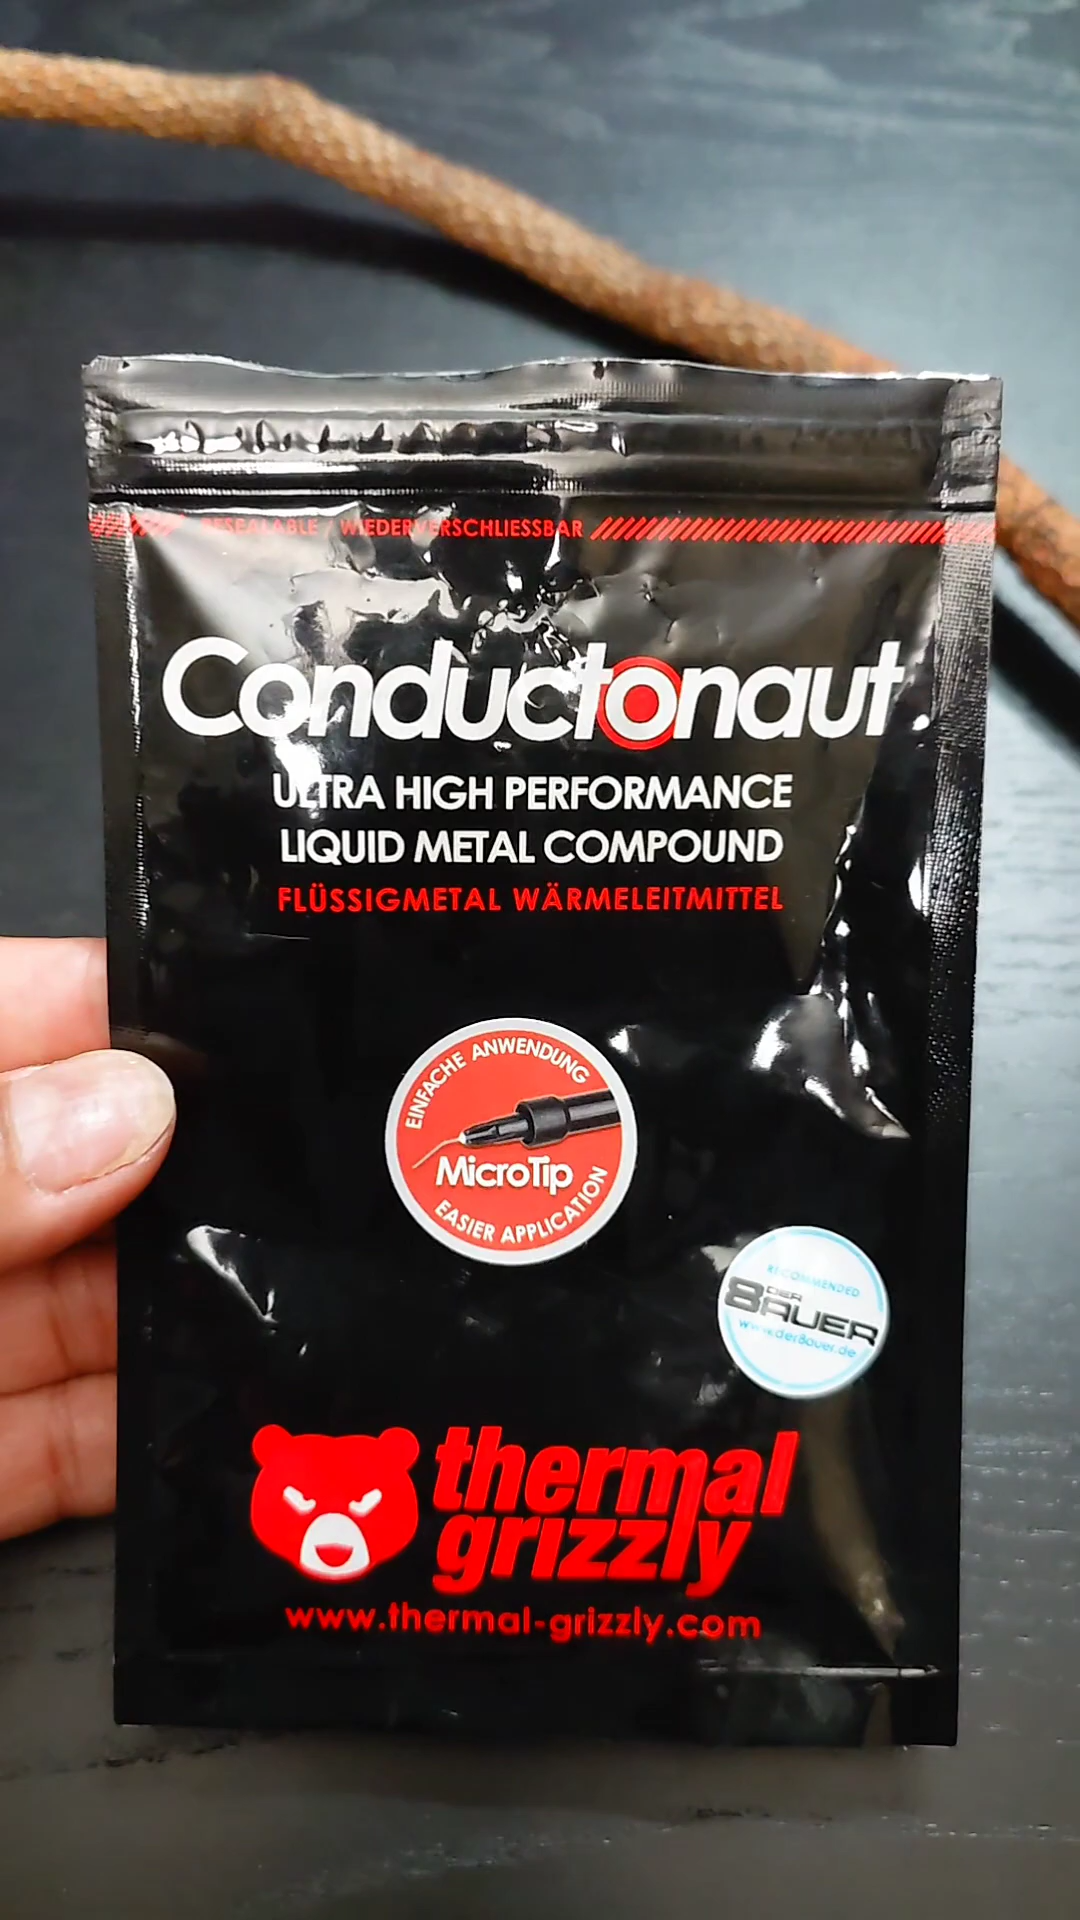 RESEALABLE / WIEDERVERSCHLIESSBAR
Conductonaut
ULTRA HIGH PERFORMANCE
LIQUID METAL COMPOUND
FLÜSSIGMETAL WÄRMELEITMITTEL
EINFACHE ANWENDUNG
MicroTip
EASIER APPLICATION
RECOMMENDED
DER
8AUER
www.der8auer.de
thermal
grizzly
www.thermal-grizzly.com